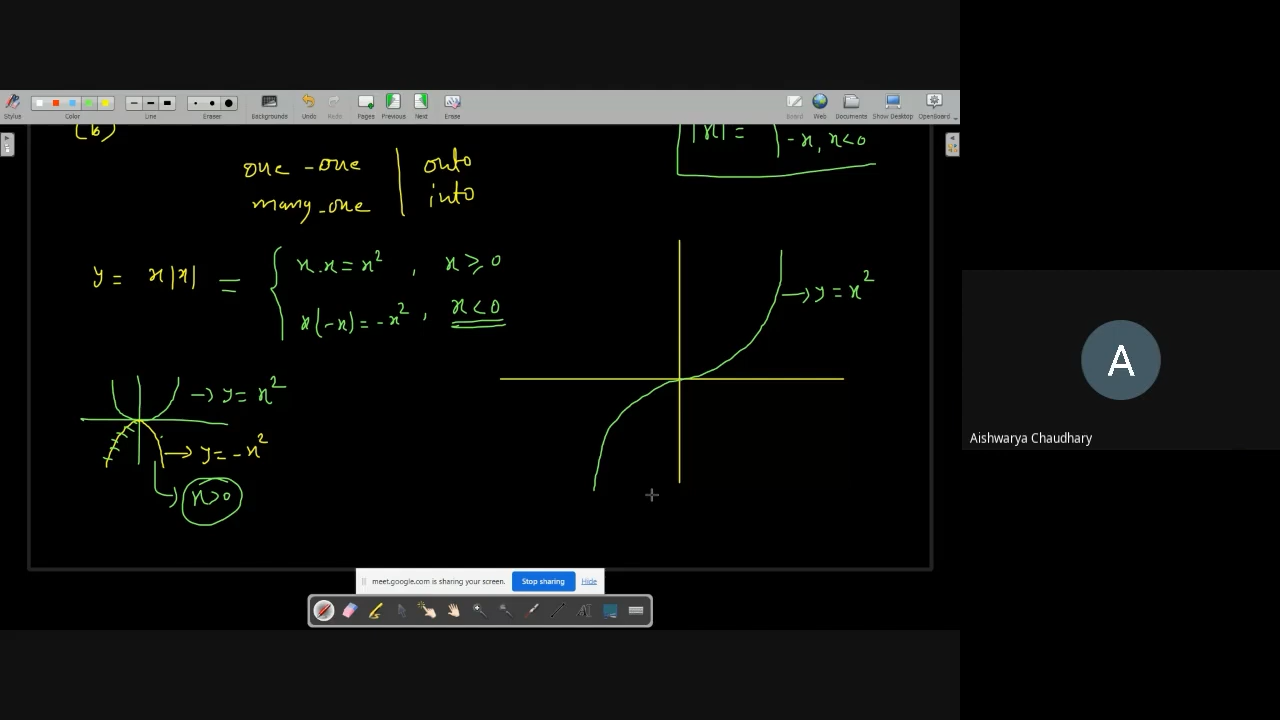 Stylus Color Line Eraser Backgrounds Undo Redo Pages Previous Next Erase Board Web Documents Show Desktop OpenBoard
(b)
|x| =
-x, x<0
one-one | onto
many-one | into
y = x|x| = { x.x = x² , x ≥ 0
x(-x) = -x² , x<0
→ y = x²
→ y = x²
→ y = -x²
x>0
A
Aishwarya Chaudhary
meet.google.com is sharing your screen. Stop sharing Hide